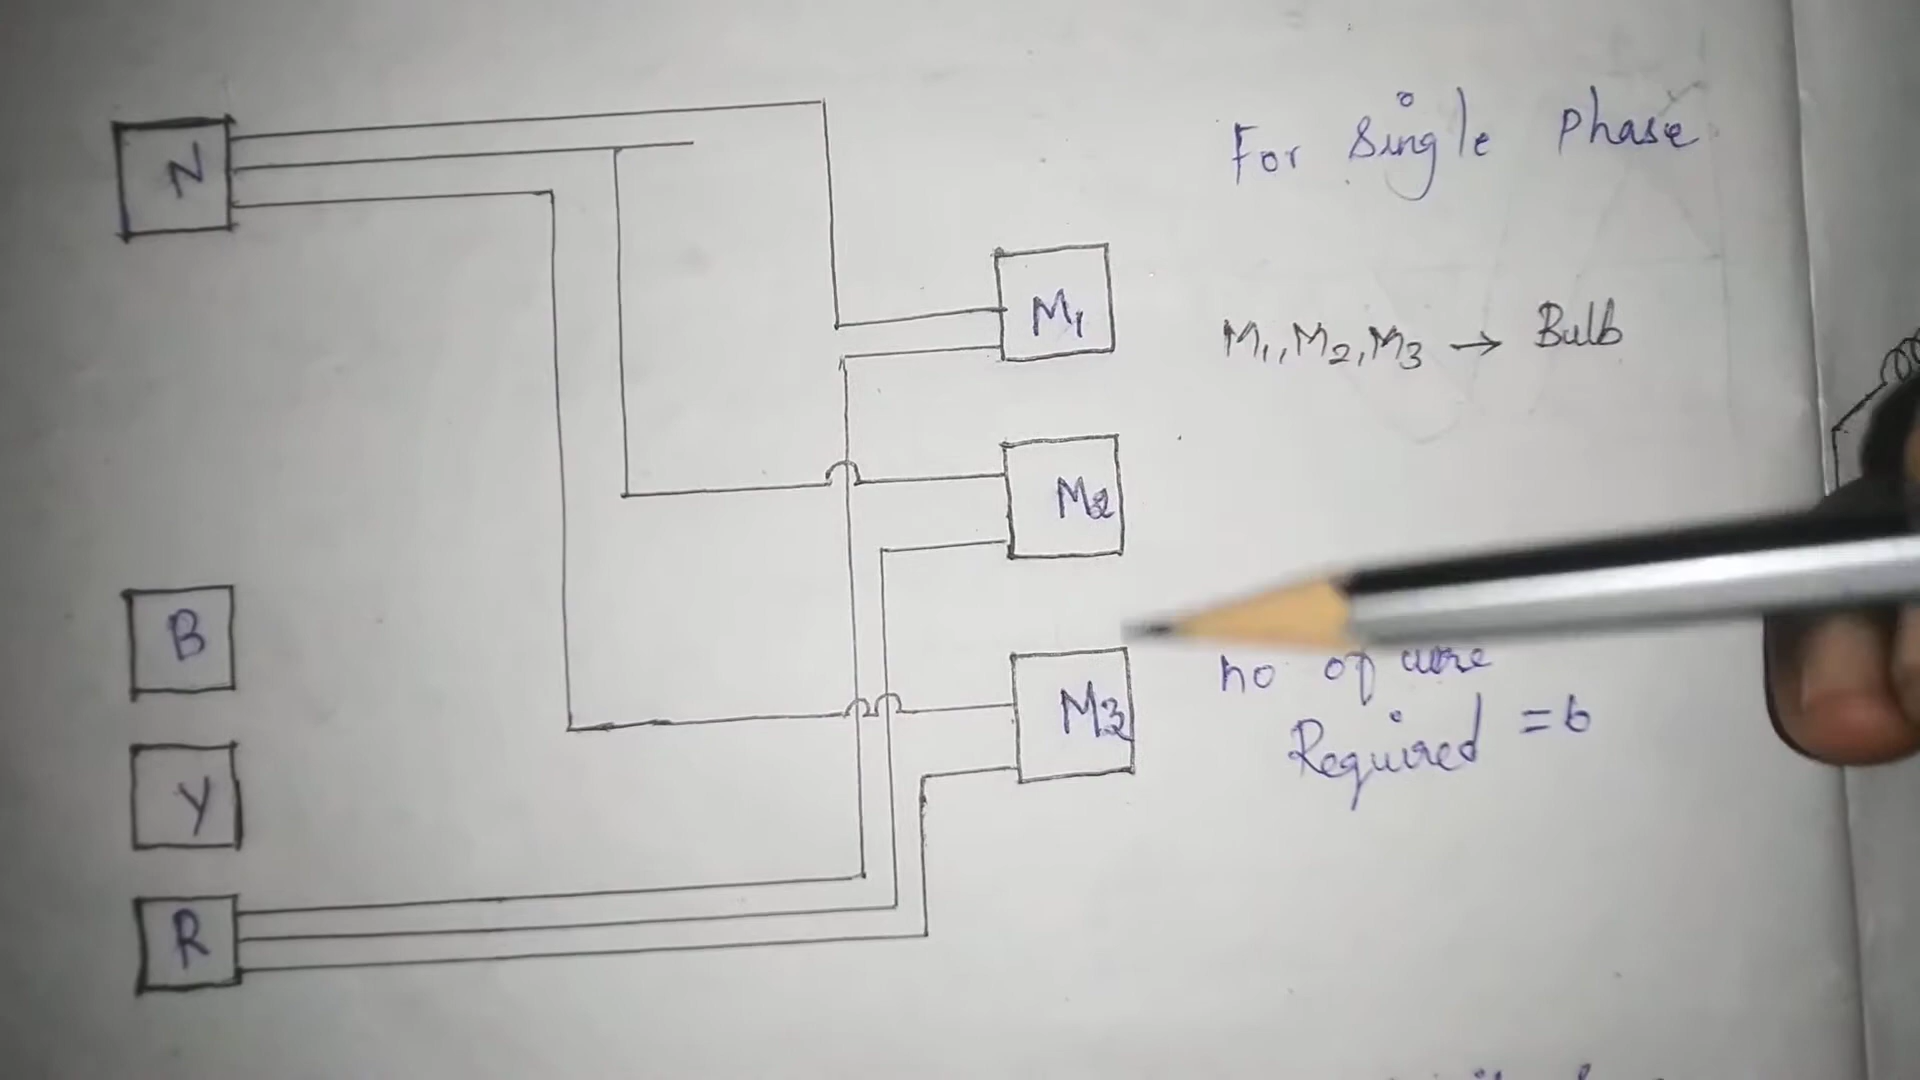 N
For Single Phase
M1
M1, M2, M3 → Bulb
M2
B
no of wire
Required = 6
M3
Y
R